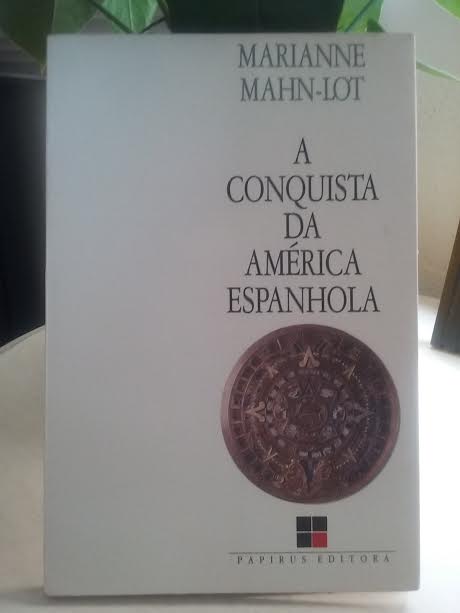 MARIANNE
MAHN-LOT
A
CONQUISTA
DA
AMÉRICA
ESPANHOLA
PAPIRUS EDITORA